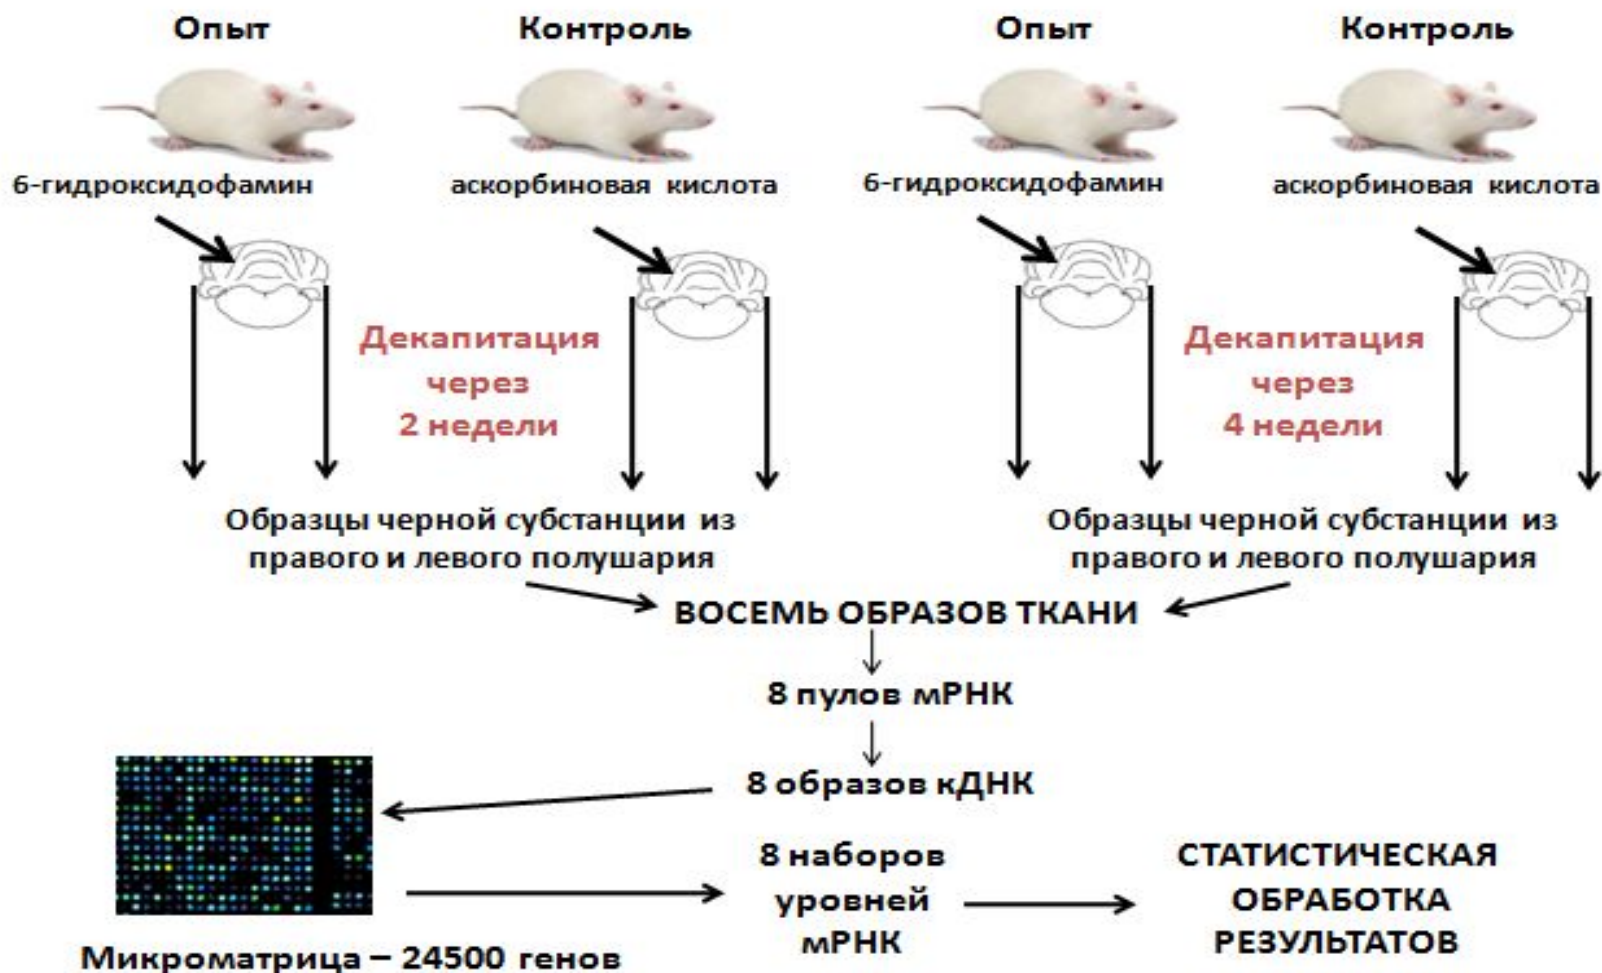 Опыт
Контроль
Опыт
Контроль
6-гидроксидофамин
аскорбиновая кислота
6-гидроксидофамин
аскорбиновая кислота
Декапитация
через
2 недели
Декапитация
через
4 недели
Образцы черной субстанции из
правого и левого полушария
Образцы черной субстанции из
правого и левого полушария
ВОСЕМЬ ОБРАЗОВ ТКАНИ
8 пулов мРНК
8 образов кДНК
8 наборов
уровней
мРНК
СТАТИСТИЧЕСКАЯ
ОБРАБОТКА
РЕЗУЛЬТАТОВ
Микроматрица – 24500 генов